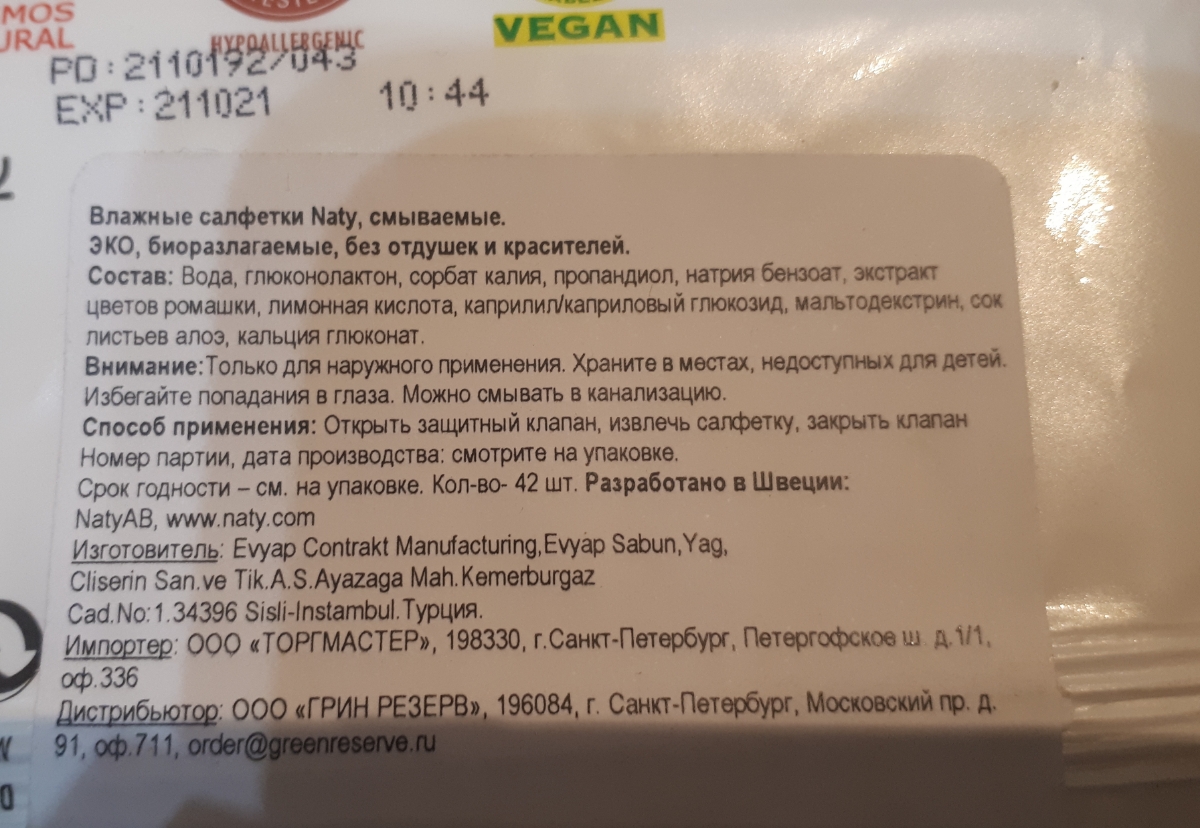 MOS
URAL
HYPOALLERGENIC
VEGAN
PD : 2110192/043
EXP : 211021 10 : 44
Влажные салфетки Naty, смываемые.
ЭКО, биоразлагаемые, без отдушек и красителей.
Состав: Вода, глюконолактон, сорбат калия, пропандиол, натрия бензоат, экстракт
цветов ромашки, лимонная кислота, каприлил/каприловый глюкозид, мальтодекстрин, сок
листьев алоэ, кальция глюконат.
Внимание:Только для наружного применения. Храните в местах, недоступных для детей.
Избегайте попадания в глаза. Можно смывать в канализацию.
Способ применения: Открыть защитный клапан, извлечь салфетку, закрыть клапан
Номер партии, дата производства: смотрите на упаковке.
Срок годности – см. на упаковке. Кол-во- 42 шт. Разработано в Швеции:
NatyAB, www.naty.com
Изготовитель: Evyap Contrakt Manufacturing,Evyap Sabun,Yag,
Cliserin San.ve Tik.A.S.Ayazaga Mah.Kemerburgaz
Cad.No:1.34396 Sisli-Instambul.Турция.
Импортер: ООО «ТОРГМАСТЕР», 198330, г.Санкт-Петербург, Петергофское ш. д.1/1,
оф.336
Дистрибьютор: ООО «ГРИН РЕЗЕРВ», 196084, г. Санкт-Петербург, Московский пр. д.
91, оф.711, order@greenreserve.ru